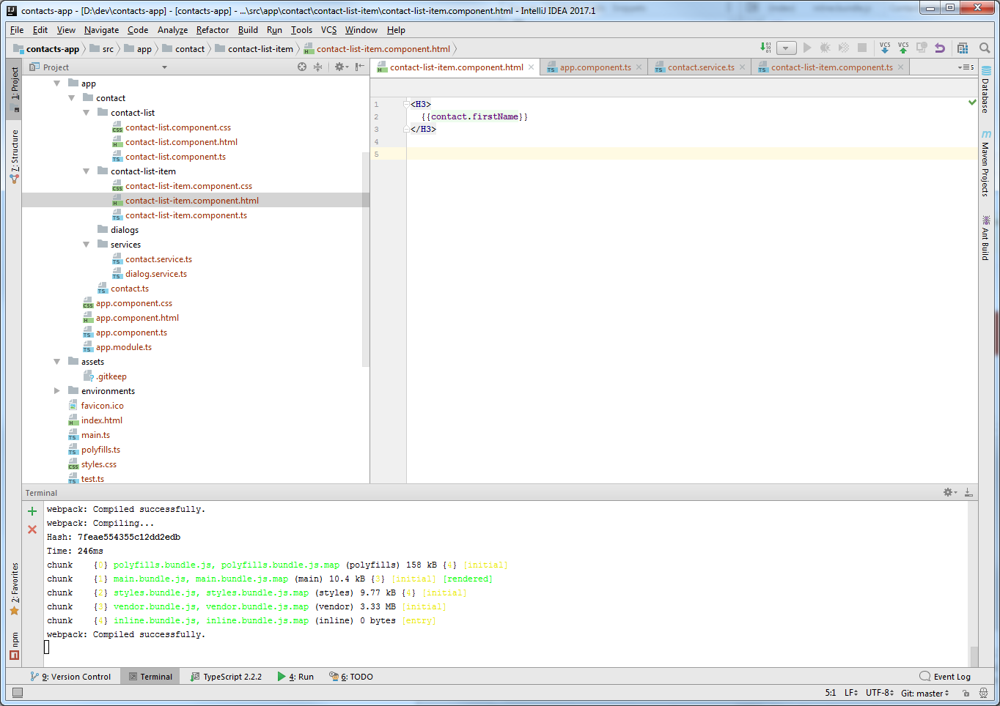 contacts-app - [D:\dev\contacts-app] - [contacts-app] - ...\src\app\contact\contact-list-item\contact-list-item.component.html - IntelliJ IDEA 2017.1
File Edit View Navigate Code Analyze Refactor Build Run Tools VCS Window Help
contacts-app src app contact contact-list-item contact-list-item.component.html
VCS VCS
Project
contact-list-item.component.html app.component.ts contact.service.ts contact-list-item.component.ts 5
1: Project
7: Structure
2: Favorites
npm
app
contact
contact-list
contact-list.component.css
contact-list.component.html
contact-list.component.ts
contact-list-item
contact-list-item.component.css
contact-list-item.component.html
contact-list-item.component.ts
dialogs
services
contact.service.ts
dialog.service.ts
contact.ts
app.component.css
app.component.html
app.component.ts
app.module.ts
assets
.gitkeep
environments
favicon.ico
index.html
main.ts
polyfills.ts
styles.css
test.ts
1 <H3>
2 {{contact.firstName}}
3 </H3>
4
5
Database
Maven Projects
Ant Build
Terminal
webpack: Compiled successfully.
webpack: Compiling...
Hash: 7feae554355c12dd2edb
Time: 246ms
chunk {0} polyfills.bundle.js, polyfills.bundle.js.map (polyfills) 158 kB {4} [initial]
chunk {1} main.bundle.js, main.bundle.js.map (main) 10.4 kB {3} [initial] [rendered]
chunk {2} styles.bundle.js, styles.bundle.js.map (styles) 9.77 kB {4} [initial]
chunk {3} vendor.bundle.js, vendor.bundle.js.map (vendor) 3.33 MB [initial]
chunk {4} inline.bundle.js, inline.bundle.js.map (inline) 0 bytes [entry]
webpack: Compiled successfully.
9: Version Control Terminal TypeScript 2.2.2 4: Run 6: TODO Event Log
5:1 LF UTF-8 Git: master